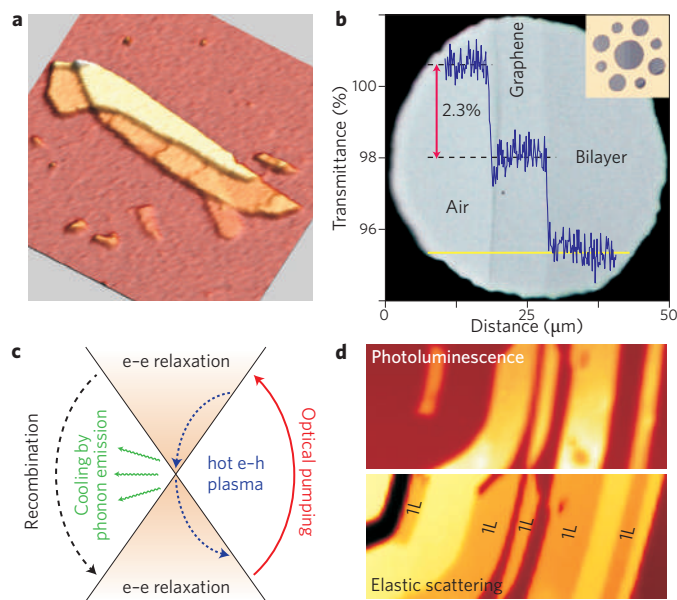 a
b
Transmittance (%)
100
98
96
2.3%
Graphene
Air
Bilayer
0
25
50
Distance (µm)
c
e–e relaxation
Recombination
Cooling by
phonon emission
hot e–h
plasma
Optical pumping
e–e relaxation
d
Photoluminescence
1L
1L
1L
1L
1L
Elastic scattering